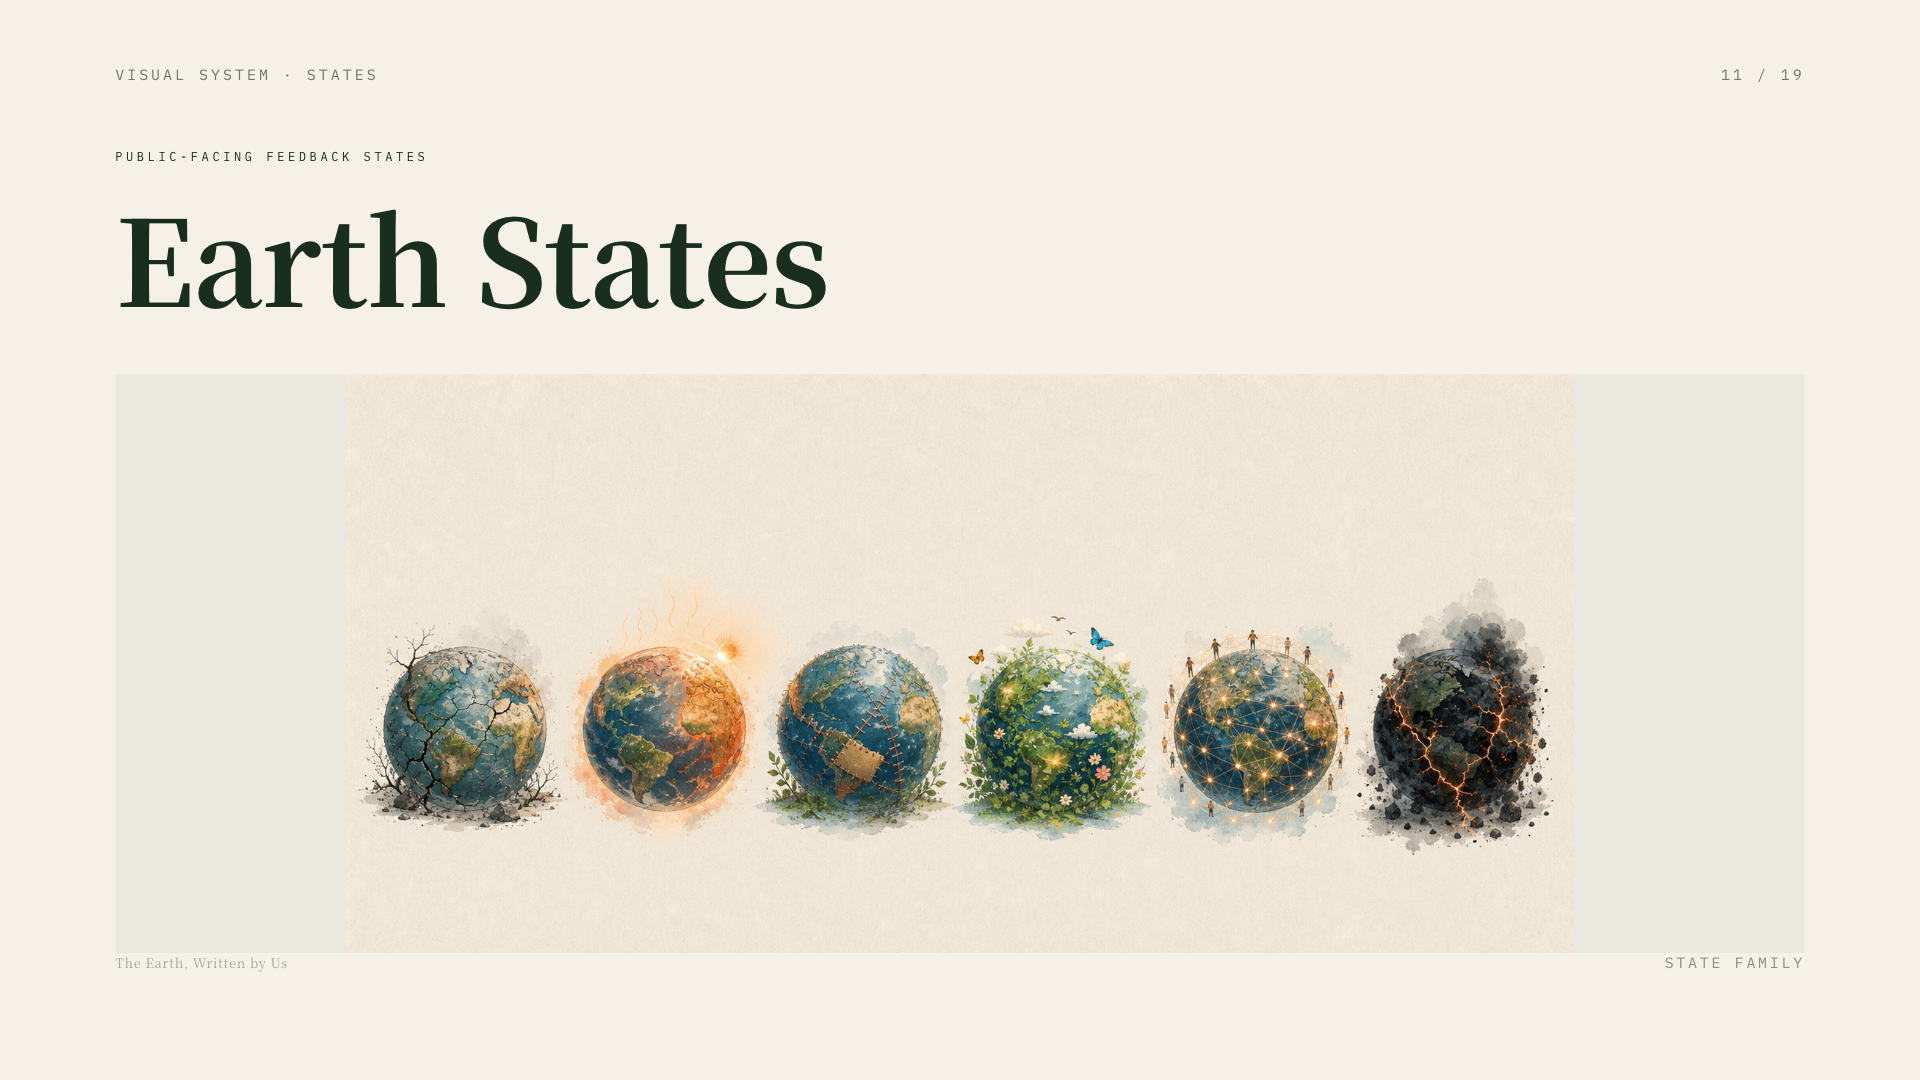 VISUAL SYSTEM · STATES
11 / 19
PUBLIC-FACING FEEDBACK STATES
Earth States
The Earth, Written by Us
STATE FAMILY